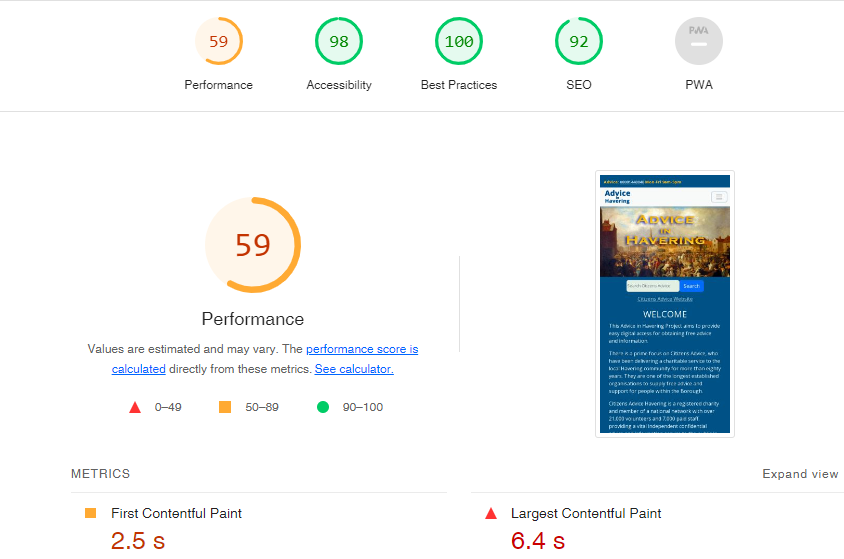 59
98
100
92
PWA
Performance
Accessibility
Best Practices
SEO
PWA
59
Performance
Values are estimated and may vary. The performance score is
calculated directly from these metrics. See calculator.
0–49
50–89
90–100
Advice
in
Havering
ADVICE
IN
HAVERING
Search Citizens Advice
Search
Citizens Advice Website
WELCOME
This Advice in Havering Project aims to provide
easy digital access for obtaining free advice
and information.
There is a prime focus on Citizens Advice, who
have been delivering a charitable service to the
local Havering community for more than eighty
years. They are one of the longest established
organisations to supply free advice and
support for people within the Borough.
Citizens Advice Havering is a registered charity
and member of a national network with over
21,000 volunteers and 7,000 paid staff
providing a vital independent confidential
METRICS
Expand view
First Contentful Paint
2.5 s
Largest Contentful Paint
6.4 s